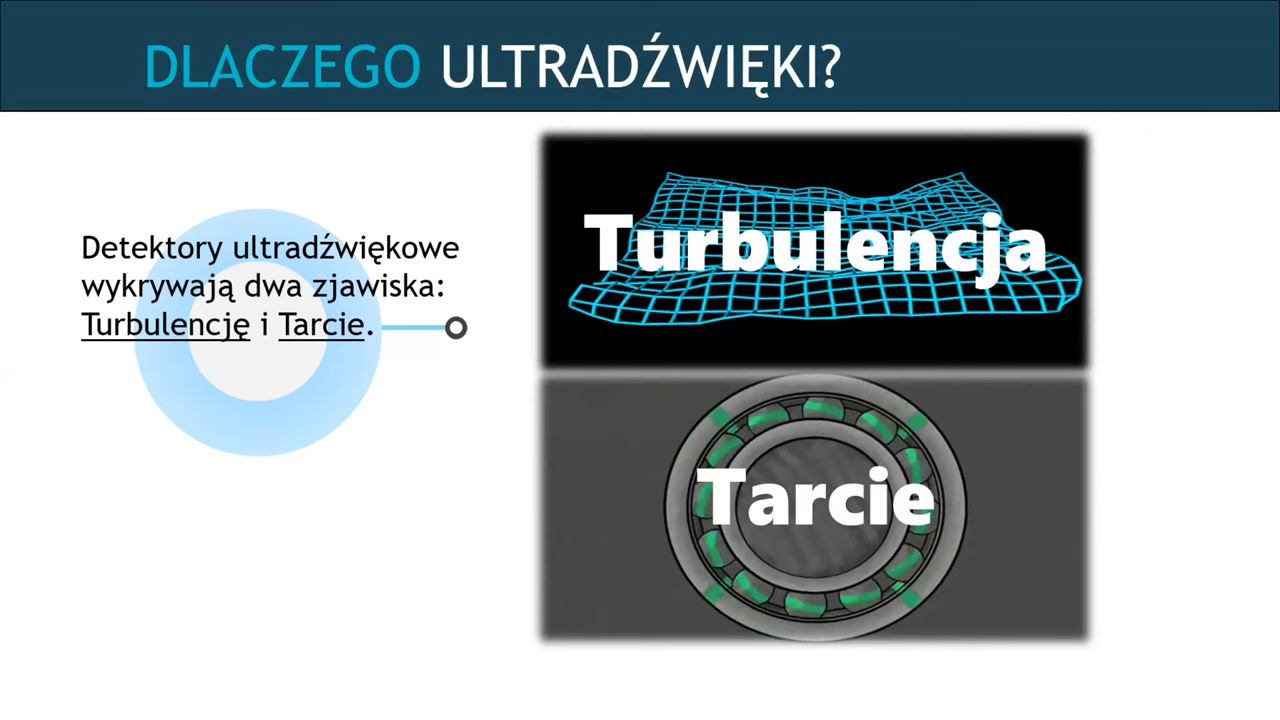 DLACZEGO ULTRADŹWIĘKI?
Detektory ultradźwiękowe
wykrywają dwa zjawiska:
Turbulencję i Tarcie.
Turbulencja
Tarcie